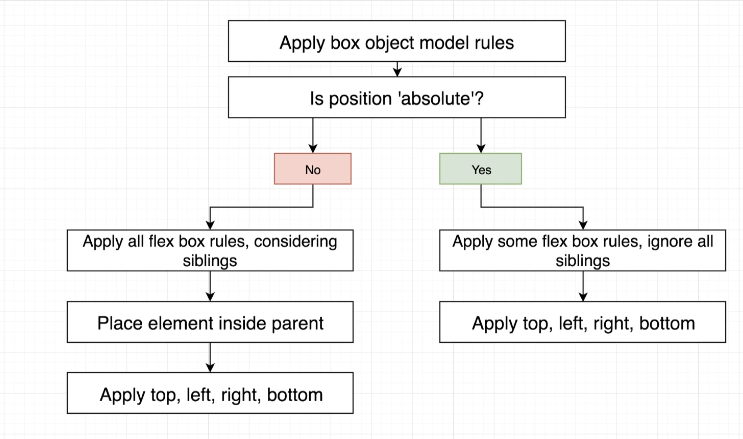 Apply box object model rules
Is position 'absolute'?
No
Yes
Apply all flex box rules, considering
siblings
Apply some flex box rules, ignore all
siblings
Place element inside parent
Apply top, left, right, bottom
Apply top, left, right, bottom